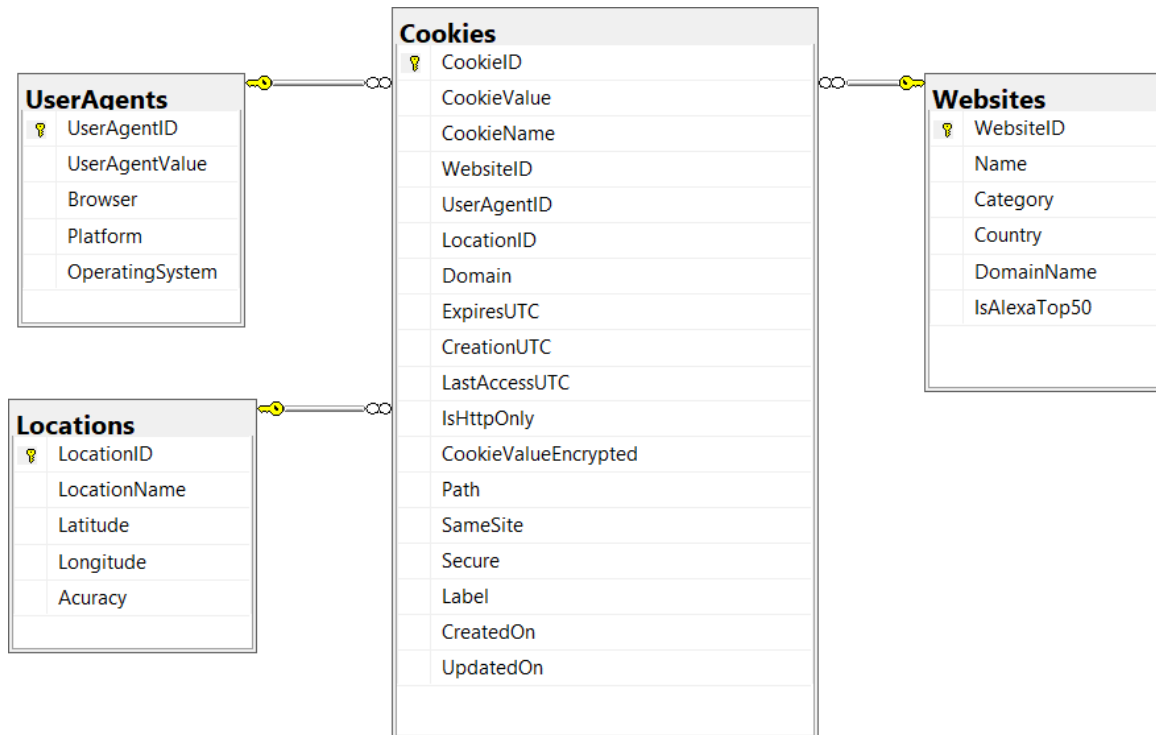 UserAgents
UserAgentID
UserAgentValue
Browser
Platform
OperatingSystem
Locations
LocationID
LocationName
Latitude
Longitude
Acuracy
Cookies
CookieID
CookieValue
CookieName
WebsiteID
UserAgentID
LocationID
Domain
ExpiresUTC
CreationUTC
LastAccessUTC
IsHttpOnly
CookieValueEncrypted
Path
SameSite
Secure
Label
CreatedOn
UpdatedOn
Websites
WebsiteID
Name
Category
Country
DomainName
IsAlexaTop50